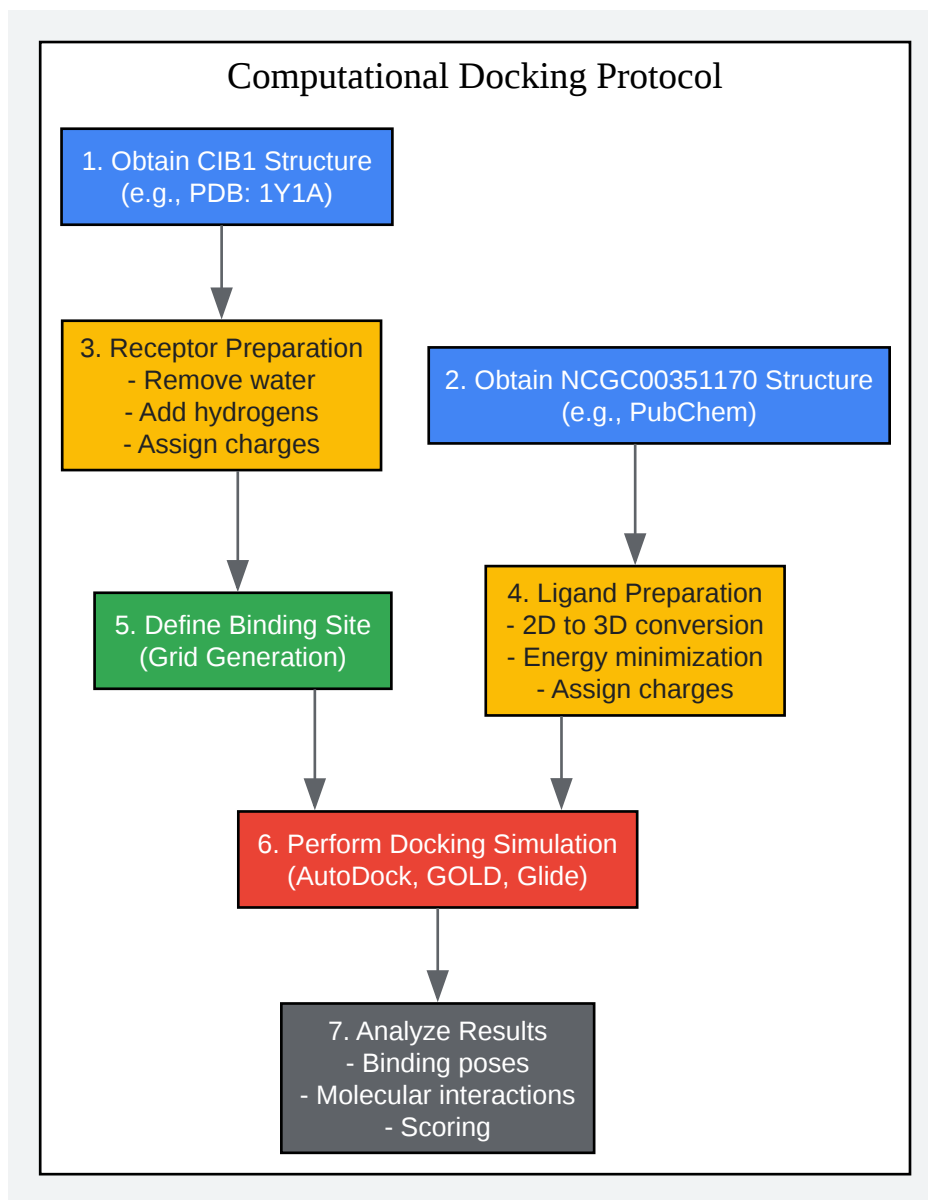 Computational Docking Protocol
1. Obtain CIB1 Structure
(e.g., PDB: 1Y1A)
3. Receptor Preparation
- Remove water
- Add hydrogens
- Assign charges
2. Obtain NCGC00351170 Structure
(e.g., PubChem)
5. Define Binding Site
(Grid Generation)
4. Ligand Preparation
- 2D to 3D conversion
- Energy minimization
- Assign charges
6. Perform Docking Simulation
(AutoDock, GOLD, Glide)
7. Analyze Results
- Binding poses
- Molecular interactions
- Scoring